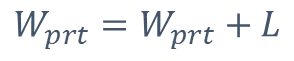 W_prt = W_prt + L